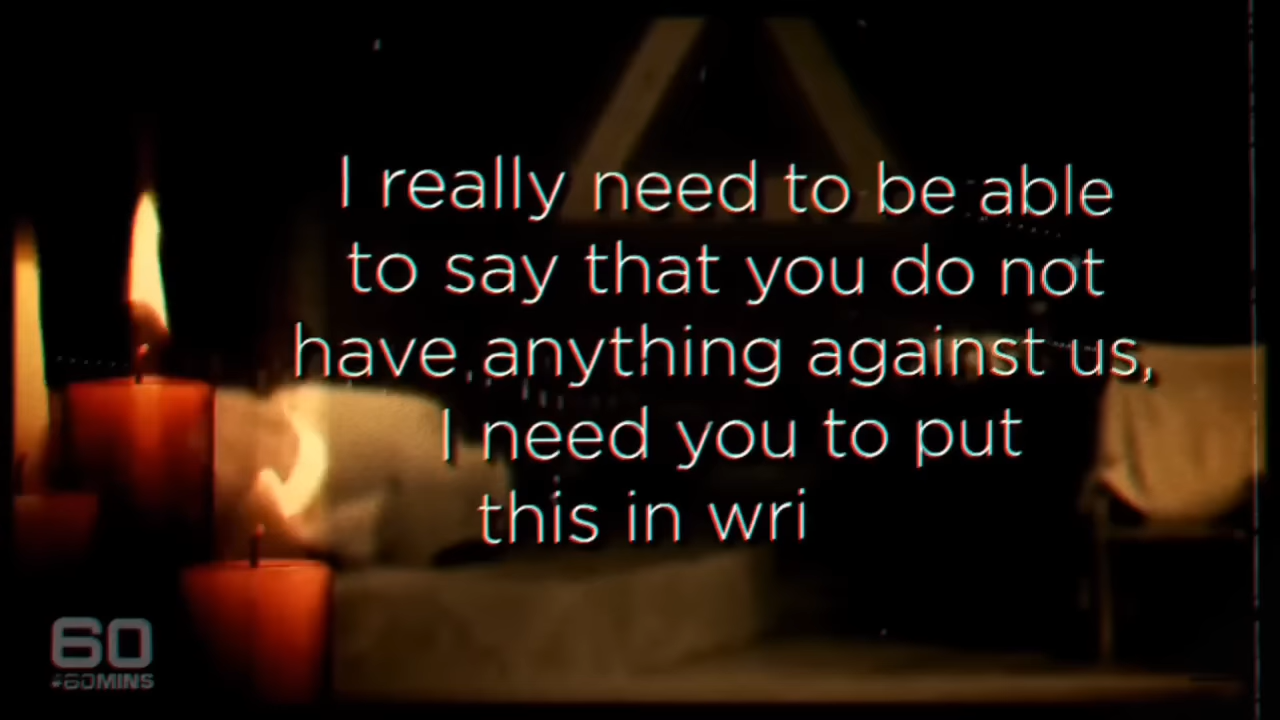 I really need to be able
to say that you do not
have anything against us,
I need you to put
this in wri
60
#60MINS